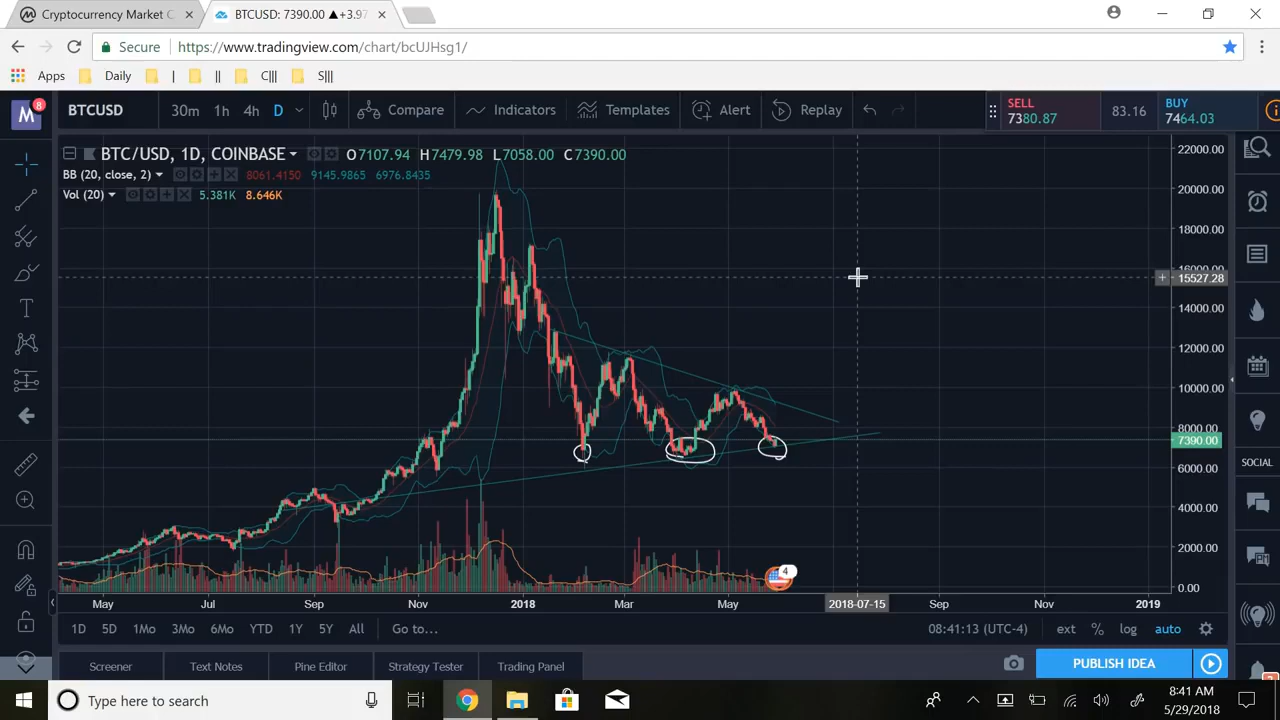 Cryptocurrency Market C
BTCUSD: 7390.00 ▲+3.97
Secure https://www.tradingview.com/chart/bcUJHsg1/
Apps Daily | || C||| S|||
M 8 BTCUSD 30m 1h 4h D Compare Indicators Templates Alert Replay SELL 7380.87 83.16 BUY 7464.03
BTC/USD, 1D, COINBASE O7107.94 H7479.98 L7058.00 C7390.00
BB (20, close, 2) 8061.4150 9145.9865 6976.8435
Vol (20) 5.381K 8.646K
22000.00
20000.00
18000.00
16000.00
15527.28
14000.00
12000.00
10000.00
8000.00
7390.00
6000.00
4000.00
2000.00
0.00
SOCIAL
4
May Jul Sep Nov 2018 Mar May 2018-07-15 Sep Nov 2019
1D 5D 1Mo 3Mo 6Mo YTD 1Y 5Y All Go to... 08:41:13 (UTC-4) ext % log auto
Screener Text Notes Pine Editor Strategy Tester Trading Panel PUBLISH IDEA
Type here to search 8:41 AM
5/29/2018